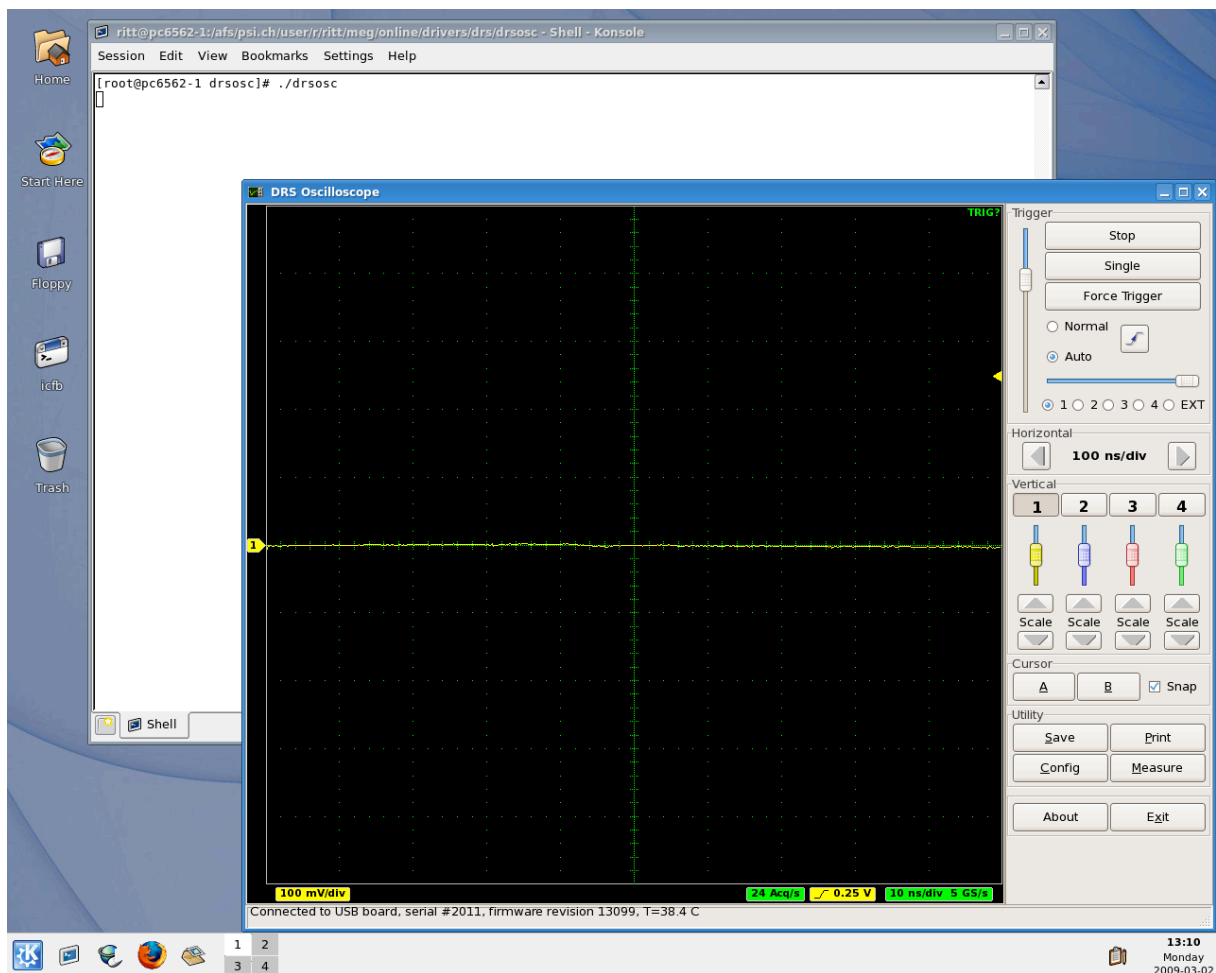 Home
Start Here
Floppy
icfb
Trash
ritt@pc6562-1:/afs/psi.ch/user/r/ritt/meg/online/drivers/drs/drsosc - Shell - Konsole
Session Edit View Bookmarks Settings Help
[root@pc6562-1 drsosc]# ./drsosc
Shell
DRS Oscilloscope
TRIG?
1
100 mV/div
24 Acq/s
0.25 V
10 ns/div 5 GS/s
Connected to USB board, serial #2011, firmware revision 13099, T=38.4 C
Trigger
Stop
Single
Force Trigger
Normal
Auto
1 2 3 4 EXT
Horizontal
100 ns/div
Vertical
1 2 3 4
Scale Scale Scale Scale
Cursor
A B Snap
Utility
Save Print
Config Measure
About Exit
1 2
3 4
13:10
Monday
2009-03-02